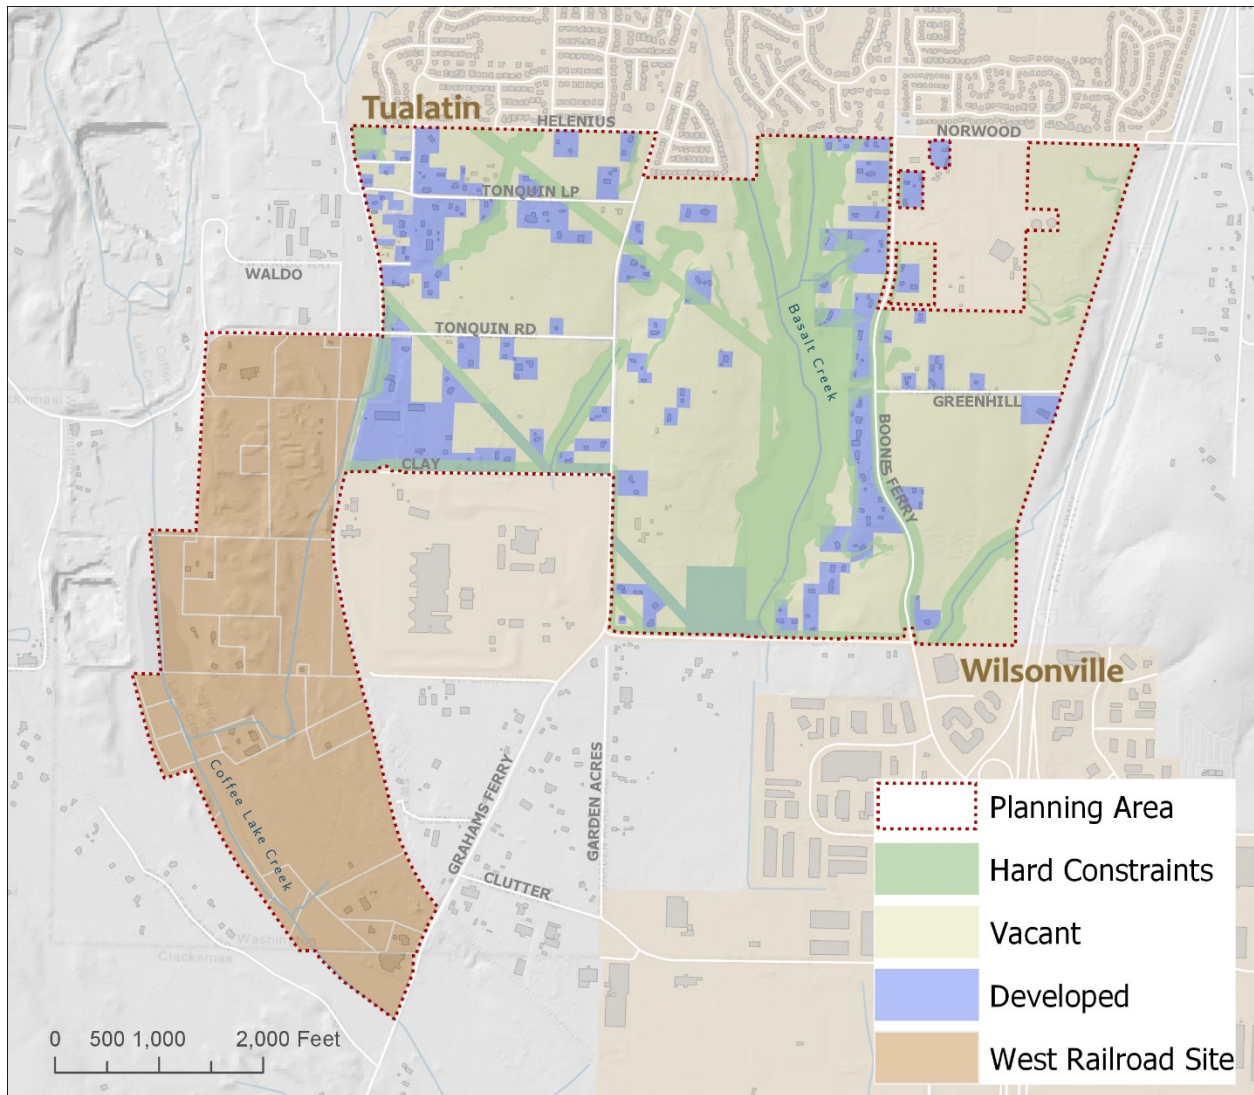 Tualatin
HELENIUS
NORWOOD
TONQUIN LP
WALDO
TONQUIN RD
Basalt Creek
GREENHILL
CLAY
BOONES FERRY
Wilsonville
Coffee Lake Creek
GRAHAMS FERRY
GARDEN ACRES
CLUTTER
Washington
Clackamas
Planning Area
Hard Constraints
Vacant
Developed
West Railroad Site
0 500 1,000 2,000 Feet